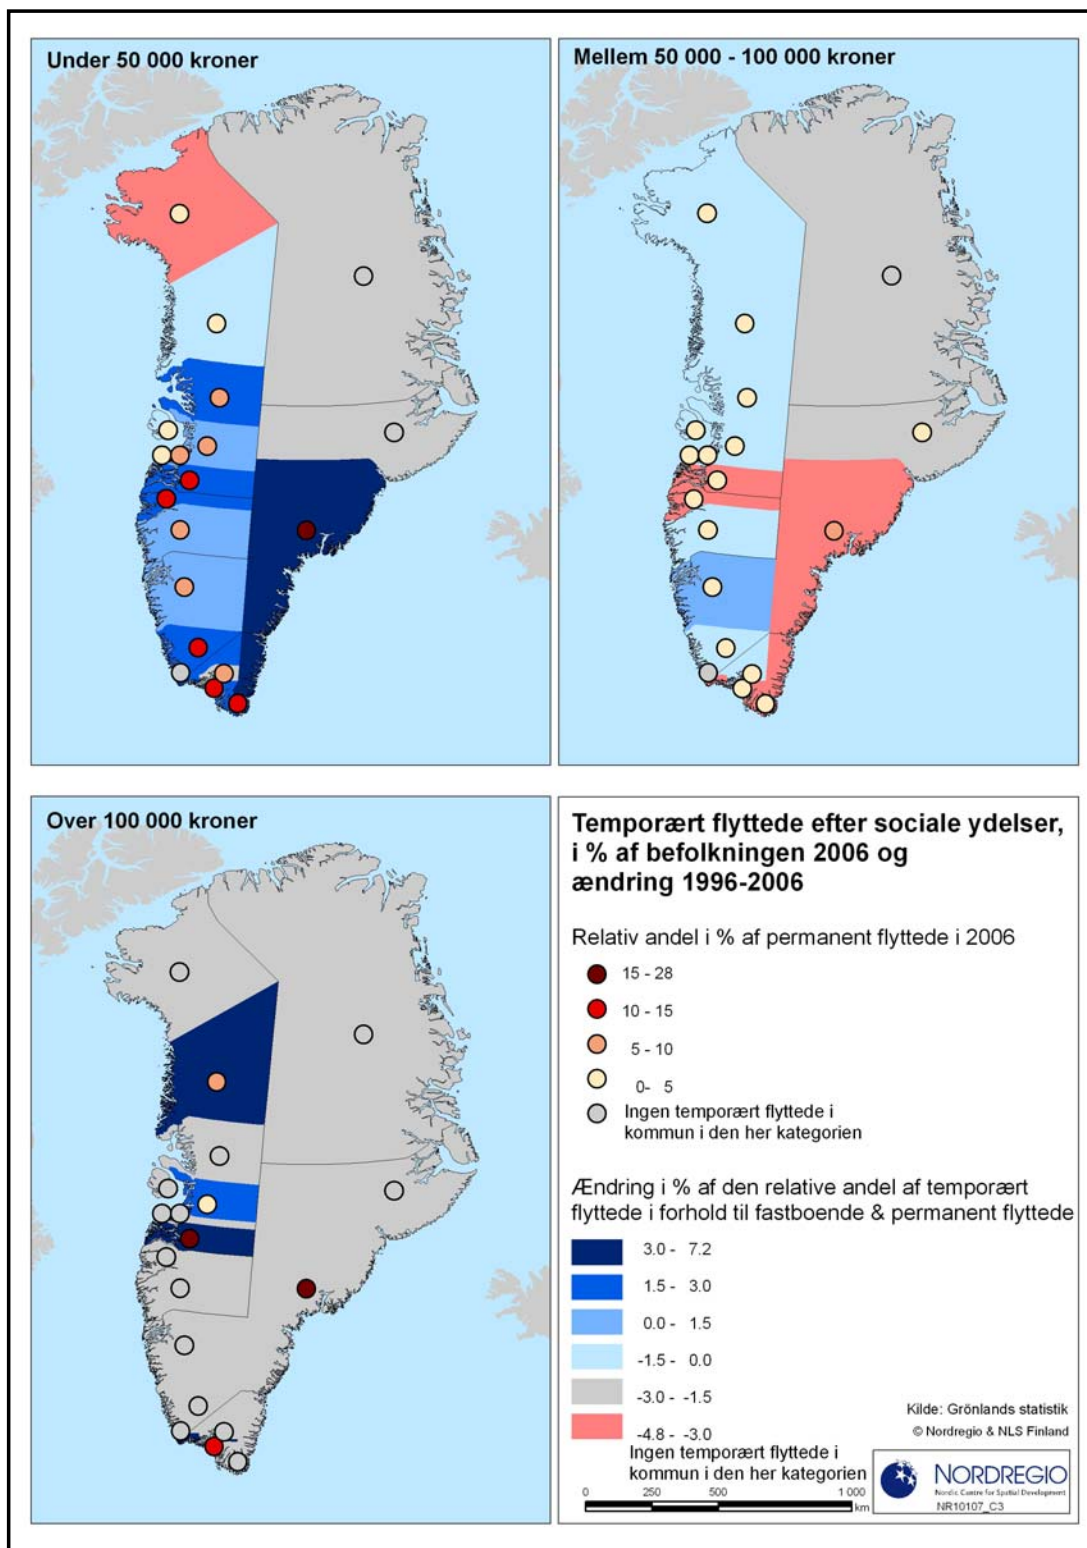 Under 50 000 kroner
Mellem 50 000 - 100 000 kroner
Over 100 000 kroner
Temporært flyttede efter sociale ydelser,
i % af befolkningen 2006 og
ændring 1996-2006
Relativ andel i % af permanent flyttede i 2006
15 - 28
10 - 15
5 - 10
0- 5
Ingen temporært flyttede i
kommun i den her kategorien
Ændring i % af den relative andel af temporært
flyttede i forhold til fastboende & permanent flyttede
3.0 - 7.2
1.5 - 3.0
0.0 - 1.5
-1.5 - 0.0
-3.0 - -1.5
-4.8 - -3.0
Ingen temporært flyttede i
kommun i den her kategorien
Kilde: Grönlands statistik
© Nordregio & NLS Finland
0 250 500 1 000
km
NORDREGIO
Nordic Centre for Spatial Development
NR10107_C3